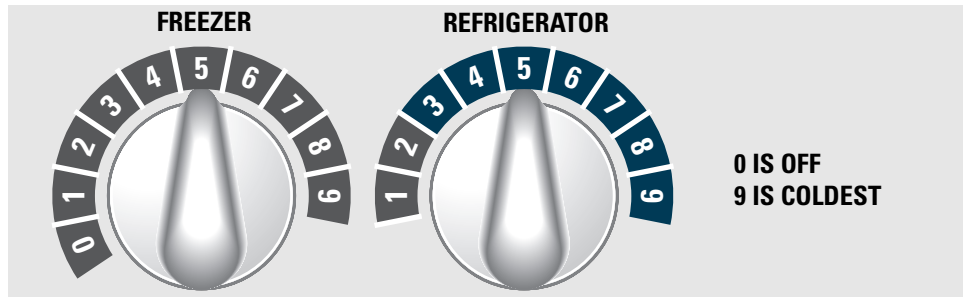 FREEZER
0 1 2 3 4 5 6 7 8 9
REFRIGERATOR
1 2 3 4 5 6 7 8 9
0 IS OFF
9 IS COLDEST